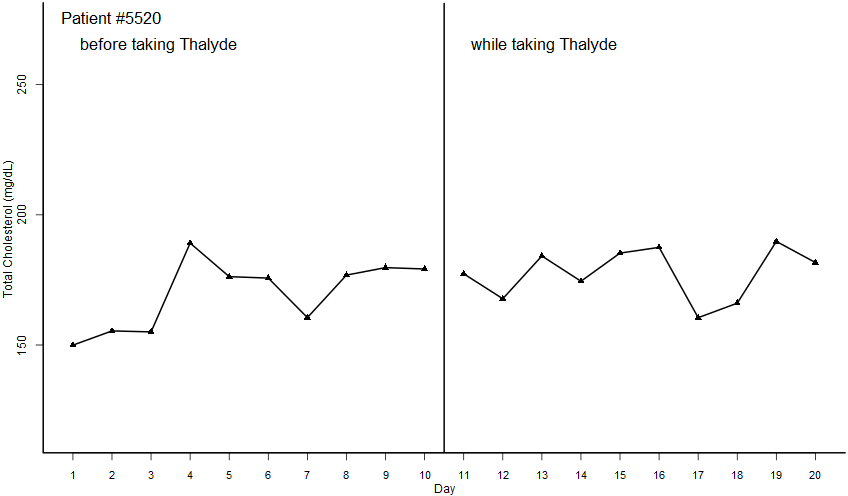 Patient #5520
before taking Thalyde
while taking Thalyde
Total Cholesterol (mg/dL)
250
200
150
1 2 3 4 5 6 7 8 9 10 11 12 13 14 15 16 17 18 19 20
Day